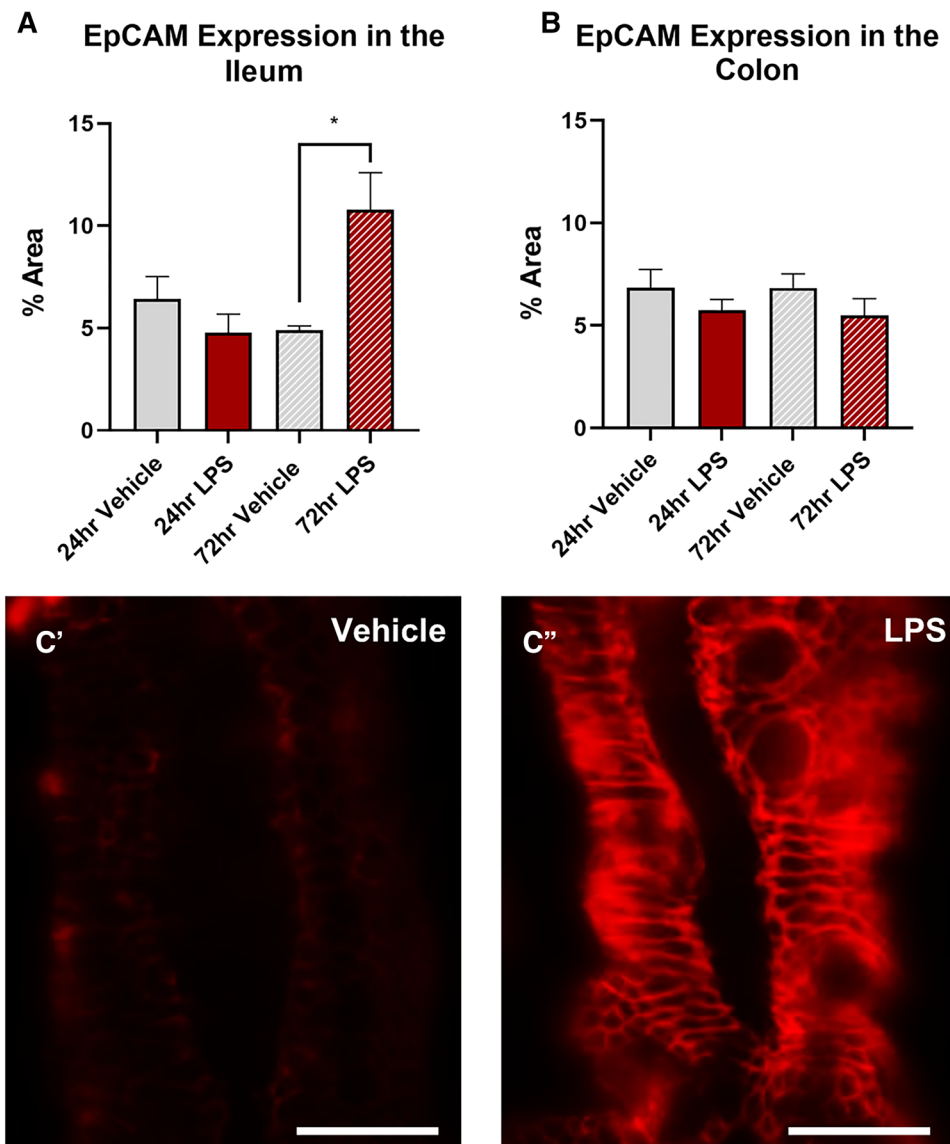 A
EpCAM Expression in the
Ileum
% Area
15
10
5
0
*
24hr Vehicle
24hr LPS
72hr Vehicle
72hr LPS
B
EpCAM Expression in the
Colon
% Area
15
10
5
0
24hr Vehicle
24hr LPS
72hr Vehicle
72hr LPS
C’
Vehicle
C”
LPS